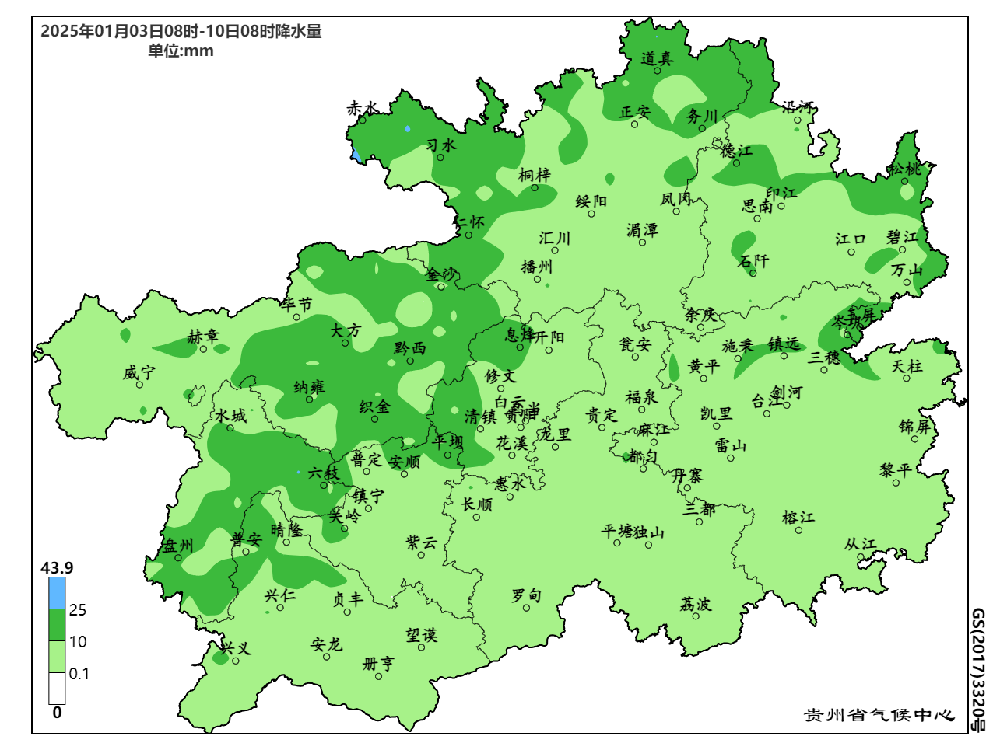 2025年01月03日08时-10日08时降水量
单位:mm
道真
赤水
正安
务川
沿河
习水
德江
松桃
桐梓
绥阳
凤冈
印江
思南
仁怀
汇川
湄潭
江口
碧江
播州
石阡
万山
金沙
毕节
余庆
玉屏
岑巩
大方
赫章
息烽
开阳
瓮安
施秉
镇远
黔西
三穗
威宁
修文
黄平
天柱
纳雍
织金
白云
乌当
福泉
剑河
台江
水城
清镇
贵阳
贵定
凯里
锦屏
平坝
花溪
龙里
麻江
雷山
普定
安顺
都匀
六枝
黎平
丹寨
惠水
镇宁
长顺
关岭
三都
榕江
晴隆
普安
盘州
紫云
平塘
独山
从江
43.9
25
10
0.1
0
兴仁
贞丰
罗甸
荔波
兴义
安龙
望谟
册亨
贵州省气候中心
GS(2017)3320号